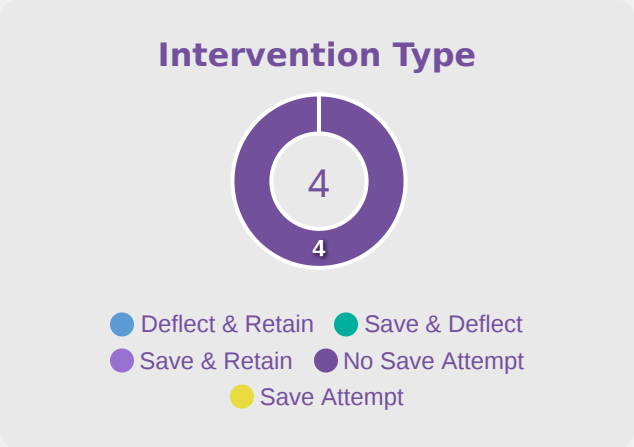 Intervention Type
4
4
Deflect & Retain Save & Deflect
Save & Retain No Save Attempt
Save Attempt